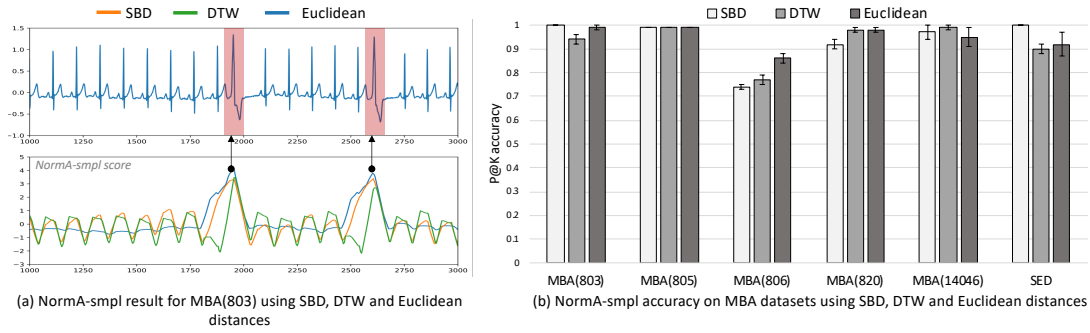 SBD DTW Euclidean
1.5
1.0
0.5
0.0
−0.5
−1.0
1000 1250 1500 1750 2000 2250 2500 2750 3000
NormA-smpl score
5
4
3
2
1
0
−1
−2
−3
1000 1250 1500 1750 2000 2250 2500 2750 3000
(a) NormA-smpl result for MBA(803) using SBD, DTW and Euclidean
distances
SBD DTW Euclidean
P@K accuracy
1
0.9
0.8
0.7
0.6
0.5
0.4
0.3
0.2
0.1
0
MBA(803) MBA(805) MBA(806) MBA(820) MBA(14046) SED
(b) NormA-smpl accuracy on MBA datasets using SBD, DTW and Euclidean distances